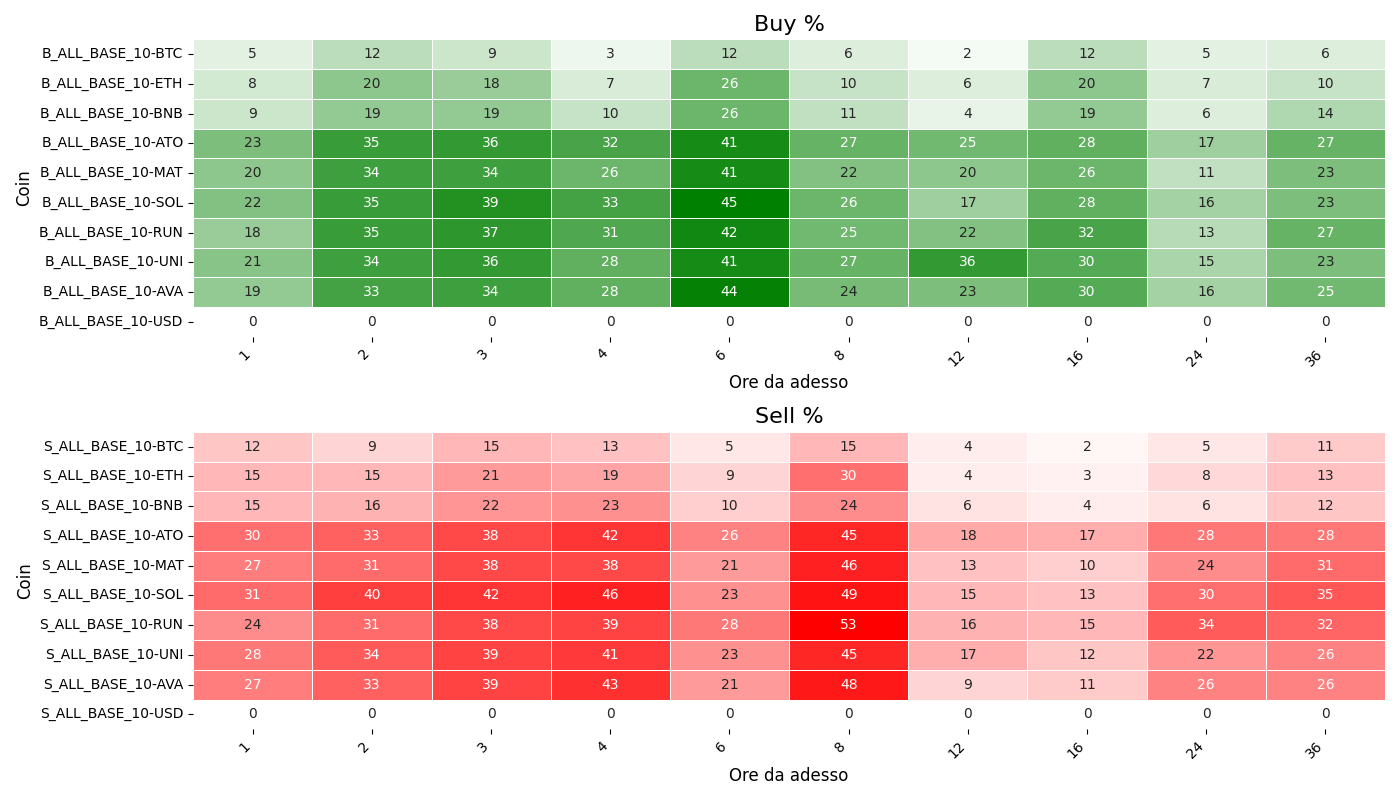 Buy %
Coin
B_ALL_BASE_10-BTC 5 12 9 3 12 6 2 12 5 6
B_ALL_BASE_10-ETH 8 20 18 7 26 10 6 20 7 10
B_ALL_BASE_10-BNB 9 19 19 10 26 11 4 19 6 14
B_ALL_BASE_10-ATO 23 35 36 32 41 27 25 28 17 27
B_ALL_BASE_10-MAT 20 34 34 26 41 22 20 26 11 23
B_ALL_BASE_10-SOL 22 35 39 33 45 26 17 28 16 23
B_ALL_BASE_10-RUN 18 35 37 31 42 25 22 32 13 27
B_ALL_BASE_10-UNI 21 34 36 28 41 27 36 30 15 23
B_ALL_BASE_10-AVA 19 33 34 28 44 24 23 30 16 25
B_ALL_BASE_10-USD 0 0 0 0 0 0 0 0 0 0
1 2 3 4 6 8 12 16 24 36
Ore da adesso
Sell %
Coin
S_ALL_BASE_10-BTC 12 9 15 13 5 15 4 2 5 11
S_ALL_BASE_10-ETH 15 15 21 19 9 30 4 3 8 13
S_ALL_BASE_10-BNB 15 16 22 23 10 24 6 4 6 12
S_ALL_BASE_10-ATO 30 33 38 42 26 45 18 17 28 28
S_ALL_BASE_10-MAT 27 31 38 38 21 46 13 10 24 31
S_ALL_BASE_10-SOL 31 40 42 46 23 49 15 13 30 35
S_ALL_BASE_10-RUN 24 31 38 39 28 53 16 15 34 32
S_ALL_BASE_10-UNI 28 34 39 41 23 45 17 12 22 26
S_ALL_BASE_10-AVA 27 33 39 43 21 48 9 11 26 26
S_ALL_BASE_10-USD 0 0 0 0 0 0 0 0 0 0
1 2 3 4 6 8 12 16 24 36
Ore da adesso